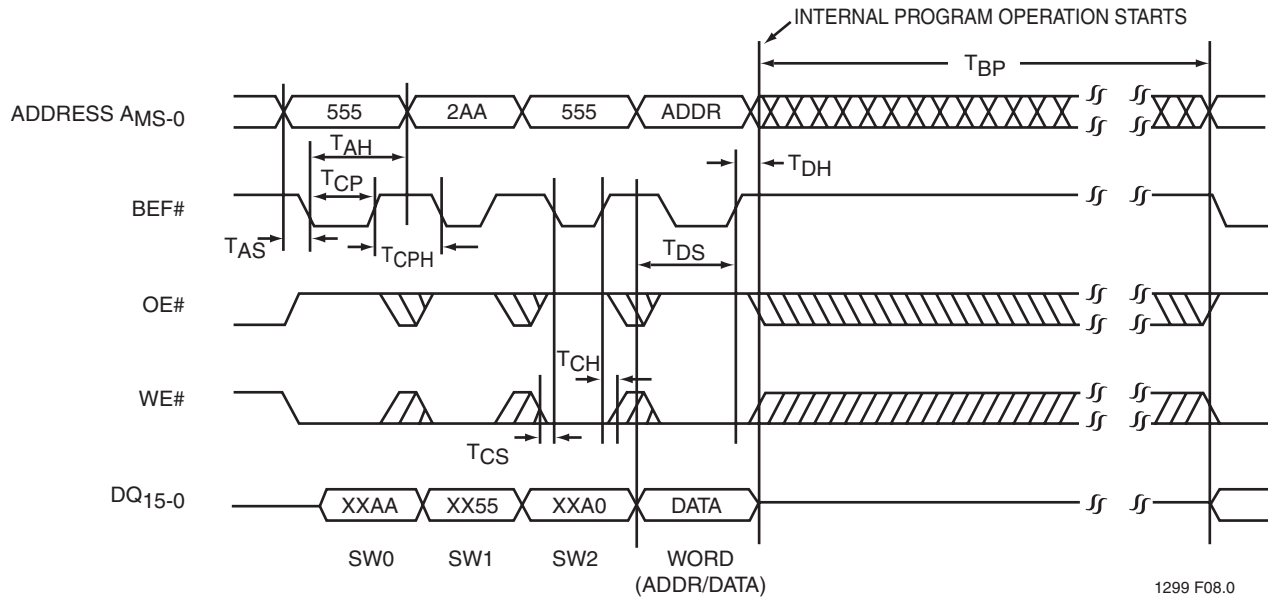 INTERNAL PROGRAM OPERATION STARTS
TBP
ADDRESS AMS-0
555
2AA
555
ADDR
TAH
TDH
TCP
BEF#
TAS
TCPH
TDS
OE#
TCH
WE#
TCS
DQ15-0
XXAA
XX55
XXA0
DATA
SW0
SW1
SW2
WORD
(ADDR/DATA)
1299 F08.0